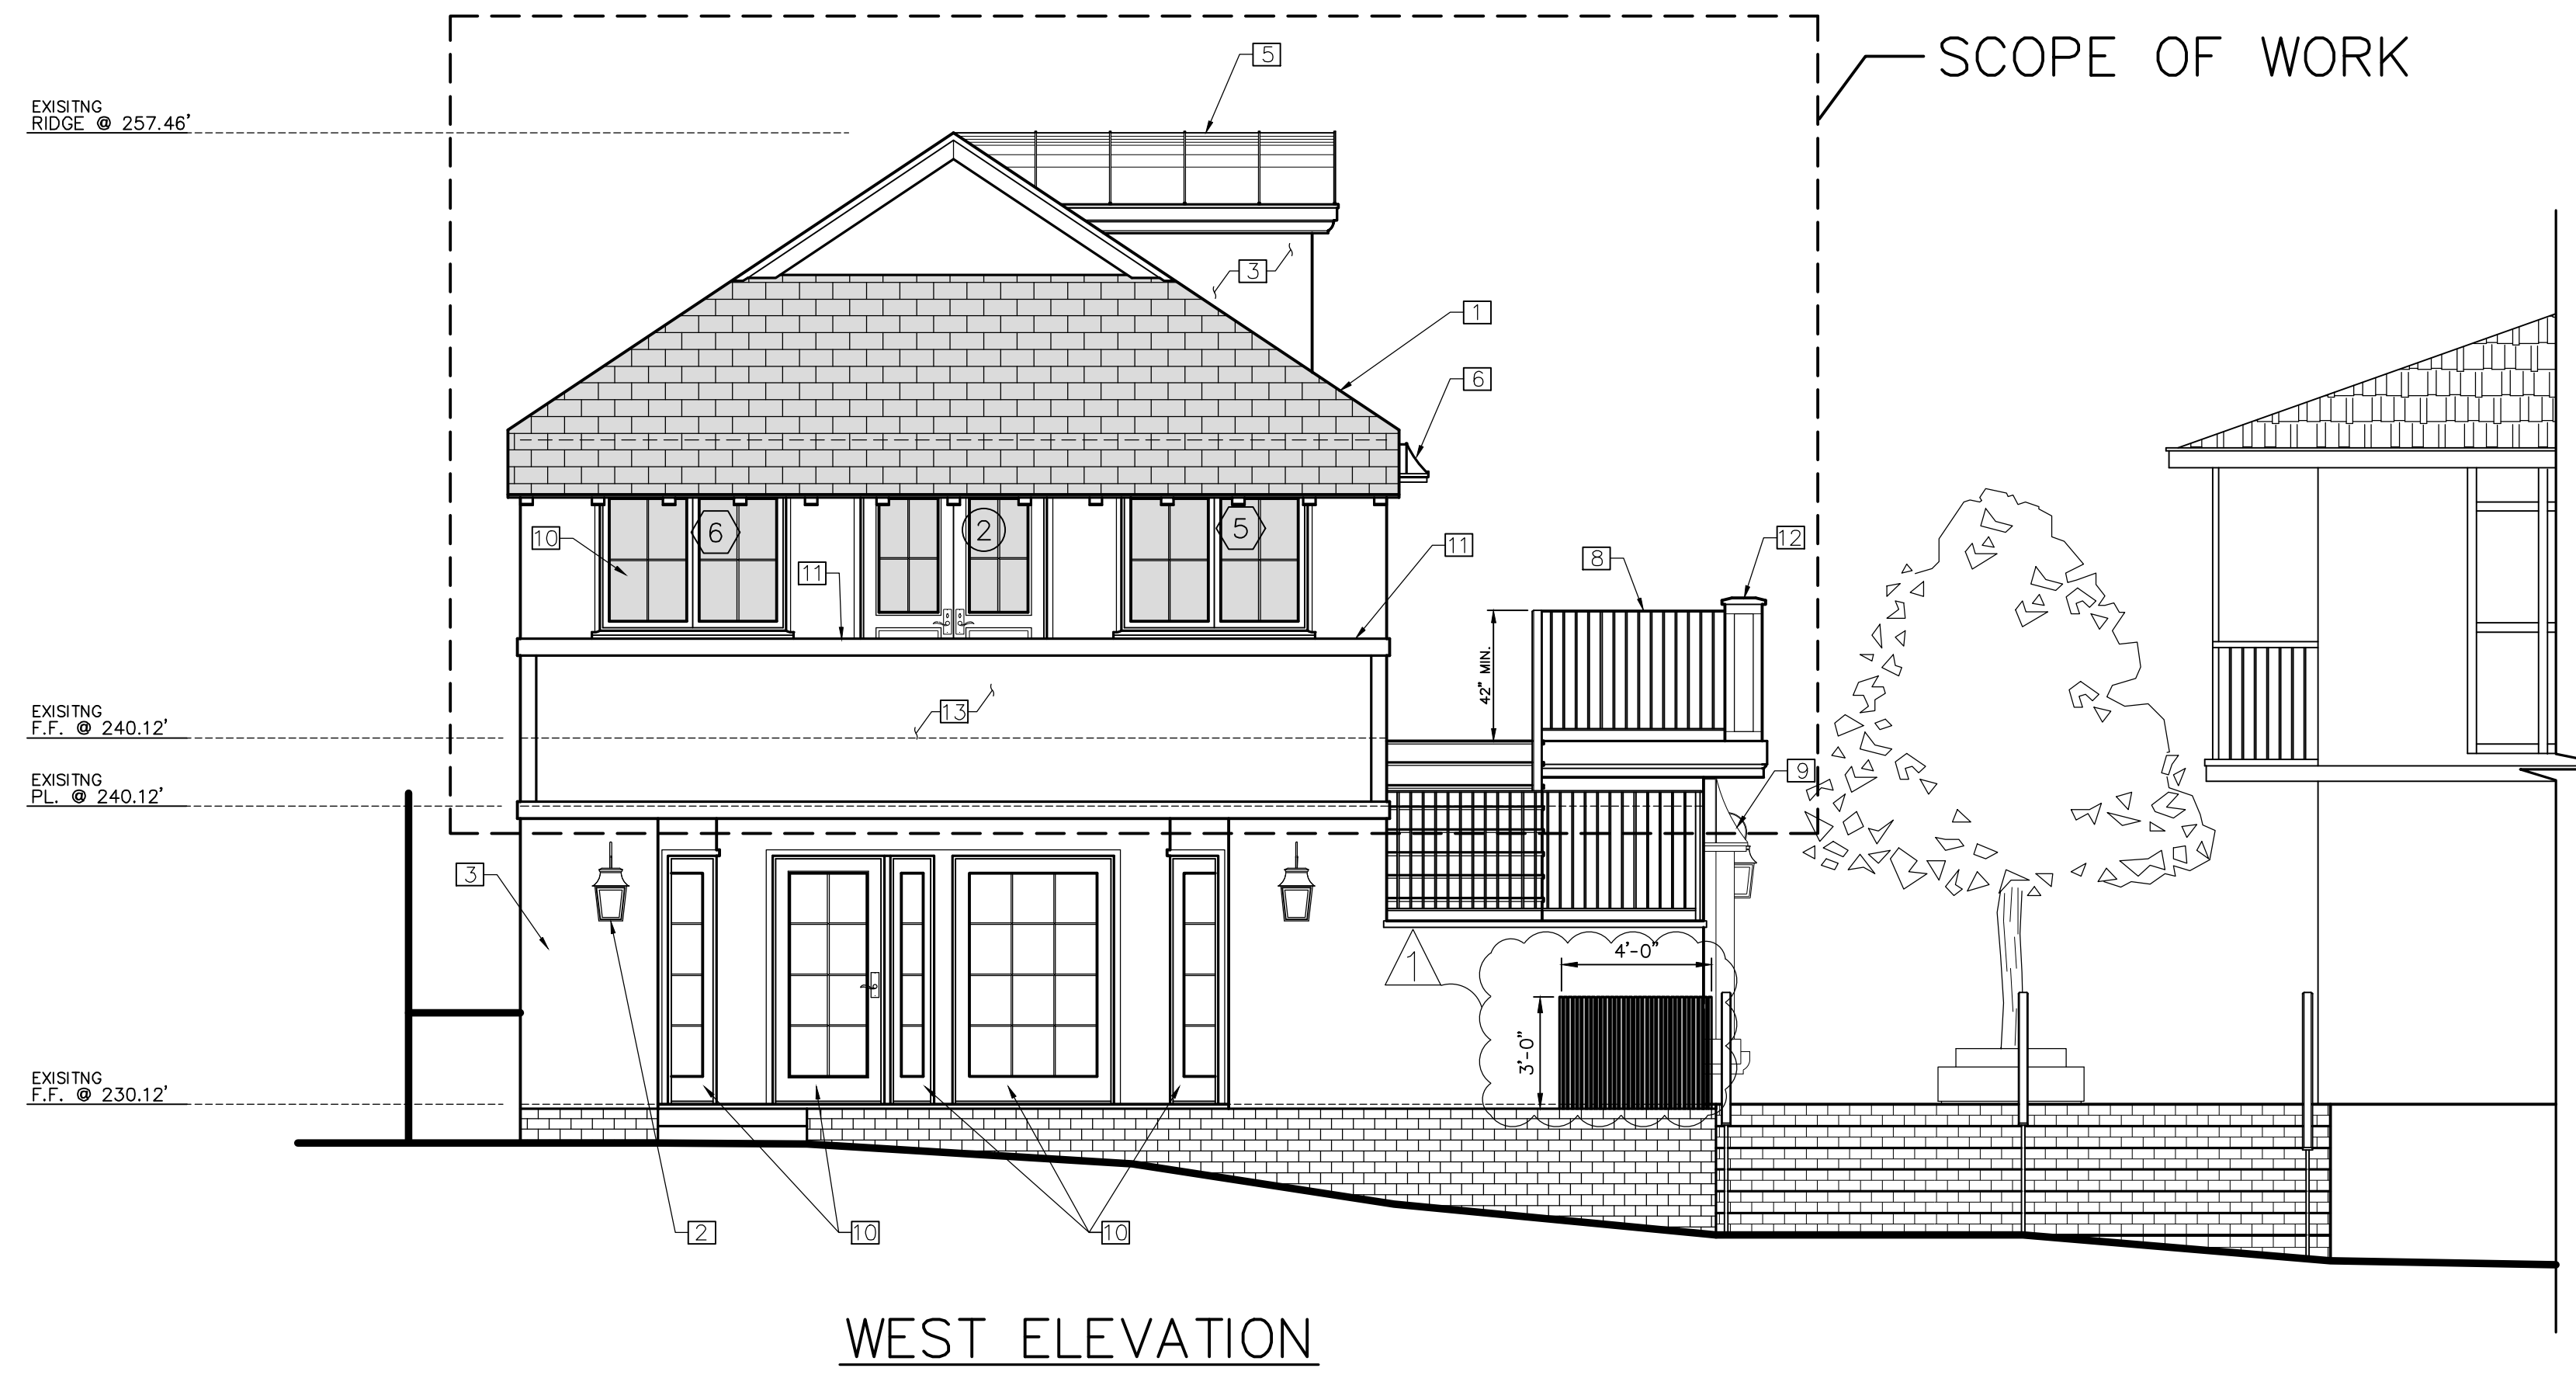 SCOPE OF WORK
5
EXISITNG
RIDGE @ 257.46'
3
1
6
6
2
5
10
11
11
8
12
42" MIN.
13
EXISITNG
F.F. @ 240.12'
9
EXISITNG
PL. @ 240.12'
3
1
4'-0"
3'-0"
EXISITNG
F.F. @ 230.12'
2
10
10
WEST ELEVATION